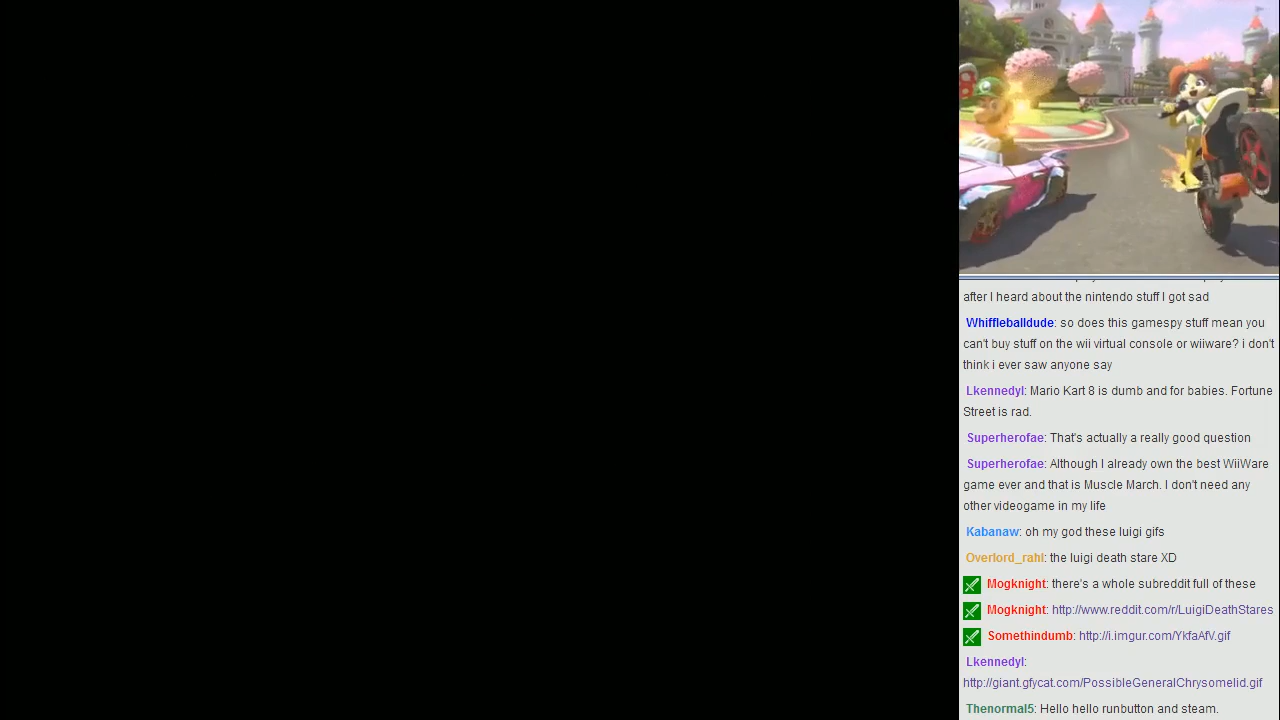 after I heard about the nintendo stuff I got sad
Whiffleballdude: so does this gamespy stuff mean you
can't buy stuff on the wii virtual console or wiiware? i don't
think i ever saw anyone say
Lkennedyl: Mario Kart 8 is dumb and for babies. Fortune
Street is rad.
Superherofae: That's actually a really good question
Superherofae: Although I already own the best WiiWare
game ever and that is Muscle March. I don't need any
other videogame in my life
Kabanaw: oh my god these luigi gifs
Overlord_rahl: the luigi death stare XD
Mogknight: there's a whole subreddit full of these
Mogknight: http://www.reddit.com/r/LuigiDeathStares
Somethindumb: http://i.imgur.com/YkfaAfV.gif
Lkennedyl:
http://giant.gfycat.com/PossibleGeneralChrysomelid.gif
Thenormal5: Hello hello runbutton and steam.